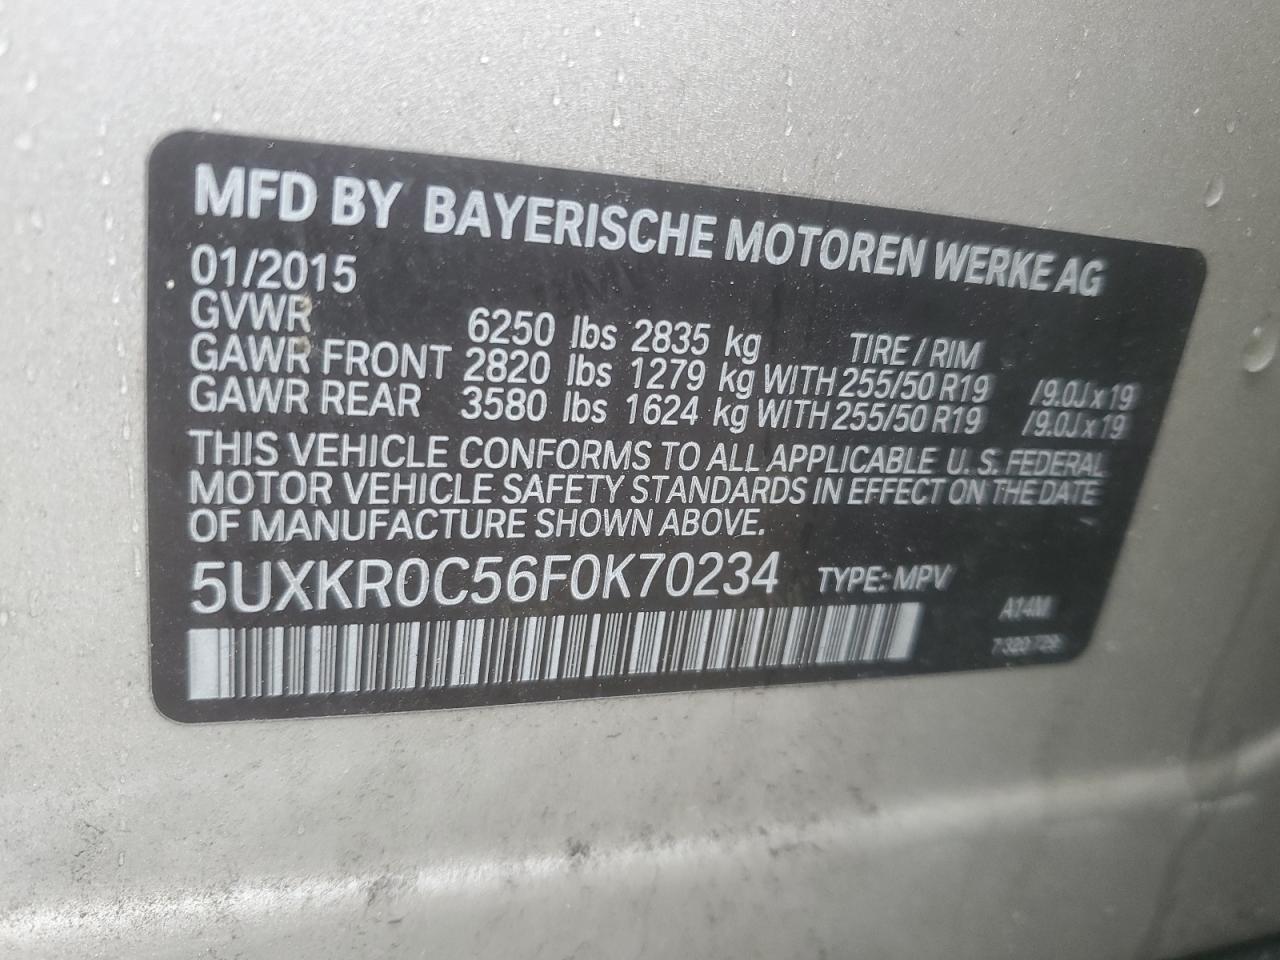 MFD BY BAYERISCHE MOTOREN WERKE AG
01/2015
GVWR 6250 lbs 2835 kg TIRE / RIM
GAWR FRONT 2820 lbs 1279 kg WITH 255/50 R19 /9.0J x 19
GAWR REAR 3580 lbs 1624 kg WITH 255/50 R19 /9.0J x 19
THIS VEHICLE CONFORMS TO ALL APPLICABLE U.S. FEDERAL
MOTOR VEHICLE SAFETY STANDARDS IN EFFECT ON THE DATE
OF MANUFACTURE SHOWN ABOVE.
5UXKR0C56F0K70234 TYPE: MPV
A14M